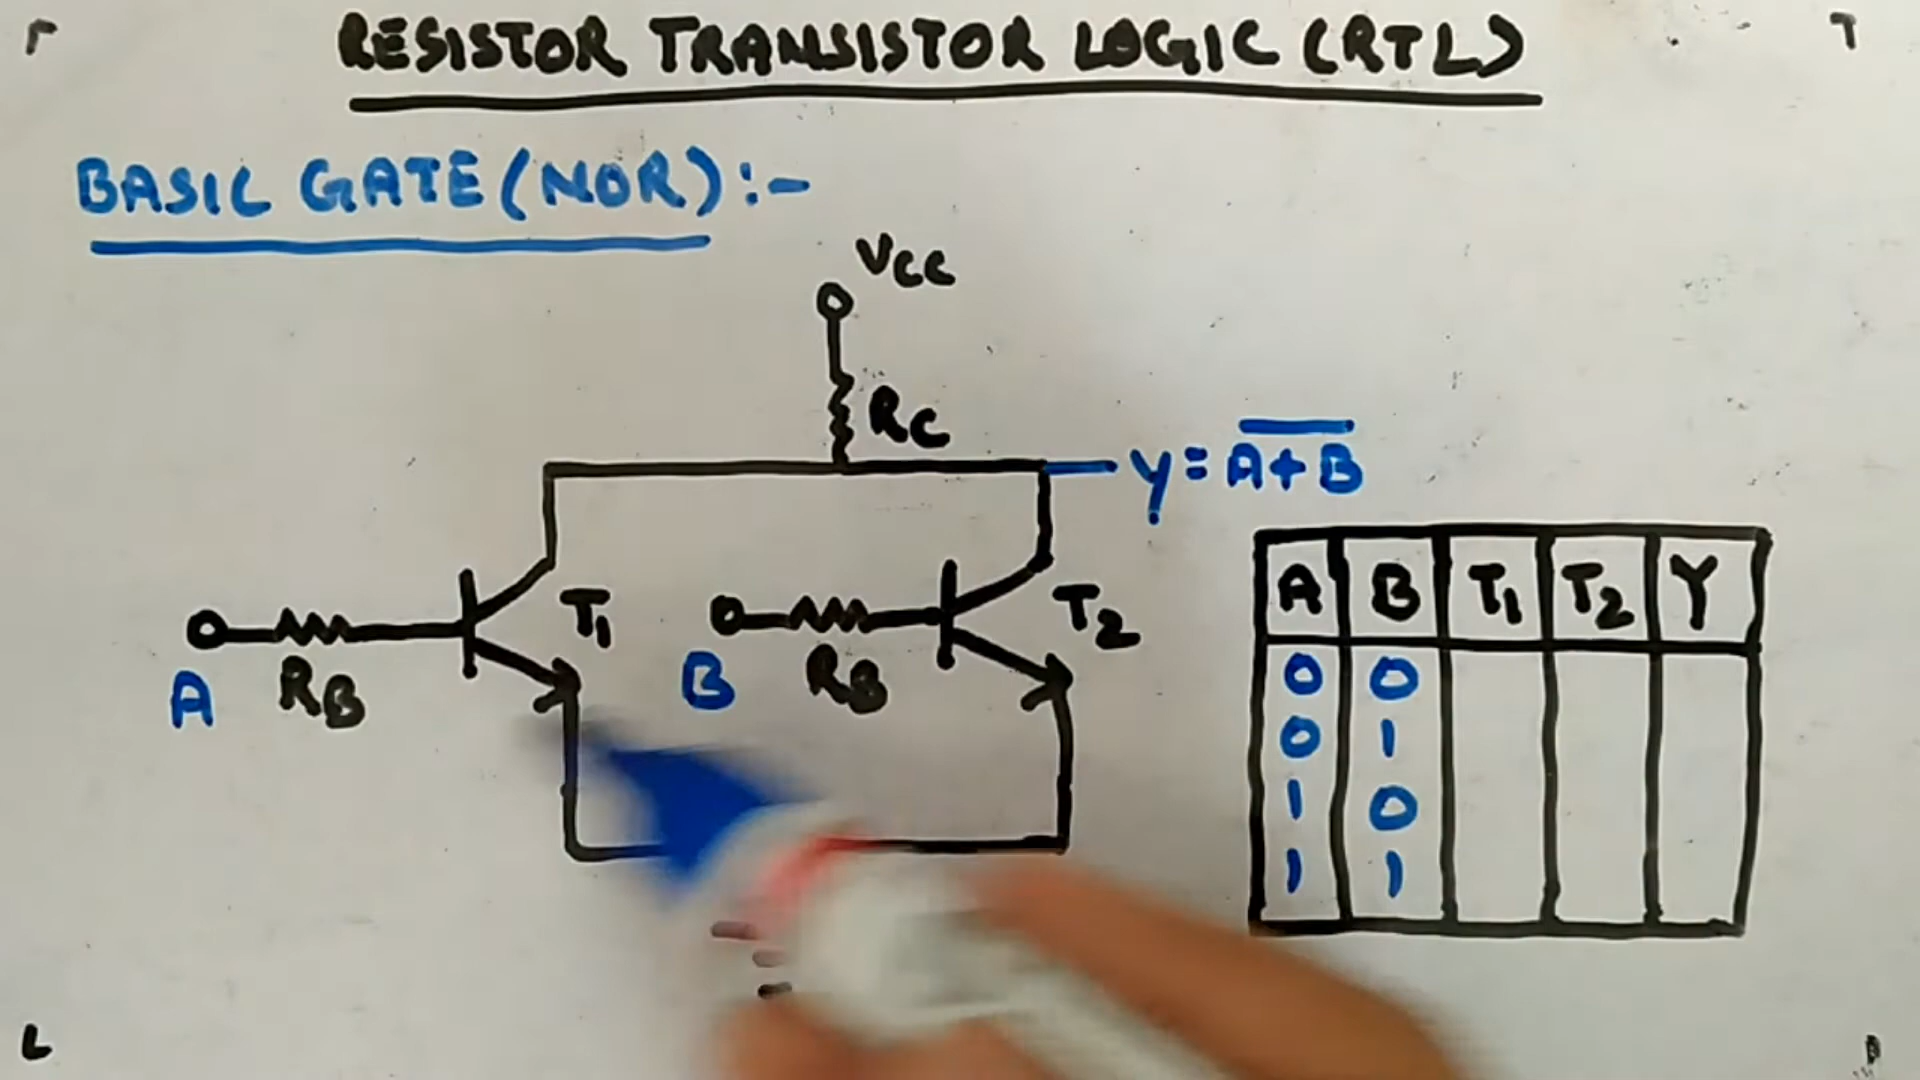 RESISTOR TRANSISTOR LOGIC (RTL)
BASIC GATE (NOR):-
VCC
RC
y = A+B
T1
T2
A
RB
B
RB
A B T1 T2 Y
0 0
0 1
1 0
1 1